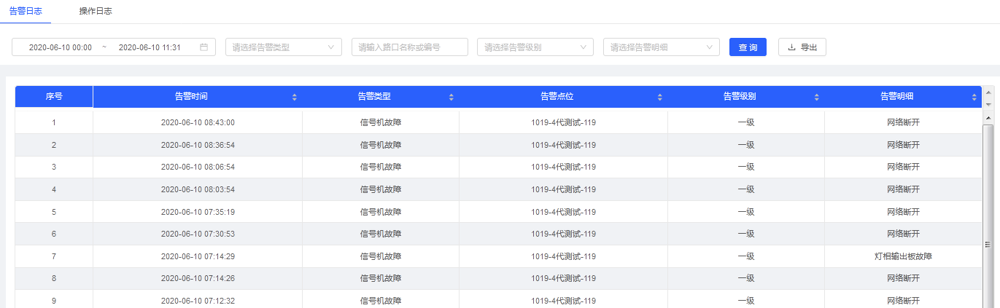 告警日志 操作日志
2020-06-10 00:00 ~ 2020-06-10 11:31 请选择告警类型 请输入路口名称或编号 请选择告警级别 请选择告警明细 查 询 导出
序号 告警时间 告警类型 告警点位 告警级别 告警明细
1 2020-06-10 08:43:00 信号机故障 1019-4代测试-119 一级 网络断开
2 2020-06-10 08:36:54 信号机故障 1019-4代测试-119 一级 网络断开
3 2020-06-10 08:06:54 信号机故障 1019-4代测试-119 一级 网络断开
4 2020-06-10 08:03:54 信号机故障 1019-4代测试-119 一级 网络断开
5 2020-06-10 07:35:19 信号机故障 1019-4代测试-119 一级 网络断开
6 2020-06-10 07:30:53 信号机故障 1019-4代测试-119 一级 网络断开
7 2020-06-10 07:14:29 信号机故障 1019-4代测试-119 一级 灯相输出板故障
8 2020-06-10 07:14:26 信号机故障 1019-4代测试-119 一级 网络断开
9 2020-06-10 07:12:32 信号机故障 1019-4代测试-119 一级 网络断开